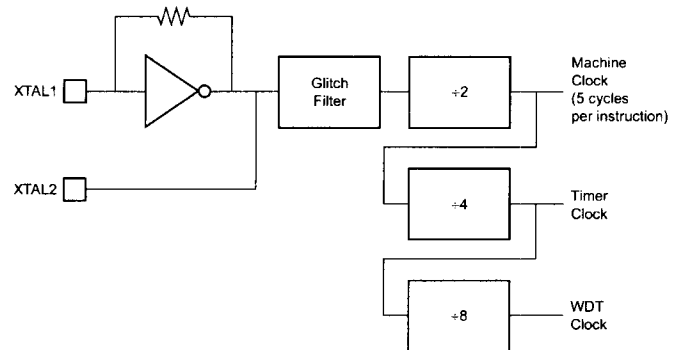 XTAL1
XTAL2
Glitch
Filter
÷2
Machine
Clock
(5 cycles
per instruction)
÷4
Timer
Clock
÷8
WDT
Clock